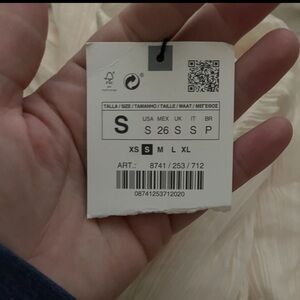 FSC
TALLA / SIZE / TAMANHO / TAILLE / MAAT / ΜΕΓΕΘΟΣ
S
USA MEX UK IT BR
S 26 S S P
XS S M L XL
ART.: 8741 / 253 / 712
08741253712020